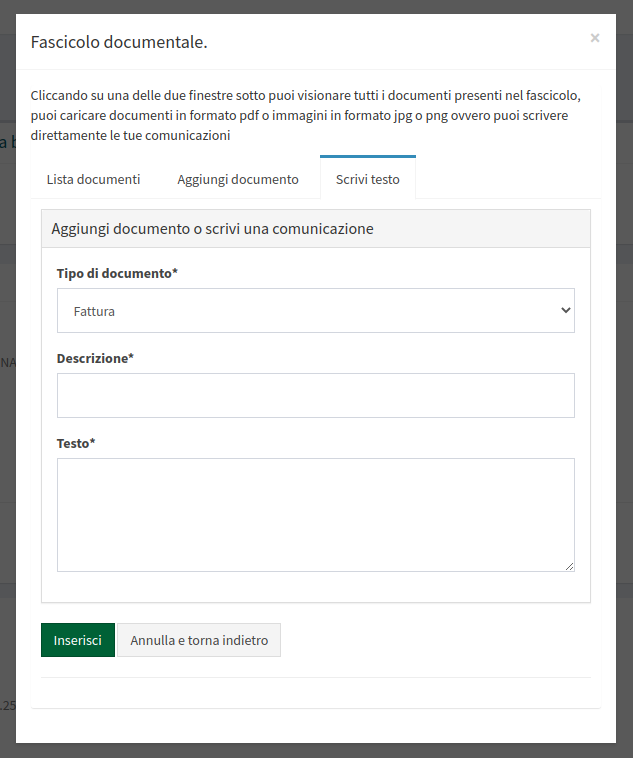 Fascicolo documentale.
×
Cliccando su una delle due finestre sotto puoi visionare tutti i documenti presenti nel fascicolo,
puoi caricare documenti in formato pdf o immagini in formato jpg o png ovvero puoi scrivere
direttamente le tue comunicazioni
a b
Lista documenti Aggiungi documento Scrivi testo
Aggiungi documento o scrivi una comunicazione
Tipo di documento*
Fattura
Descrizione*
NA
Testo*
Inserisci Annulla e torna indietro
.25